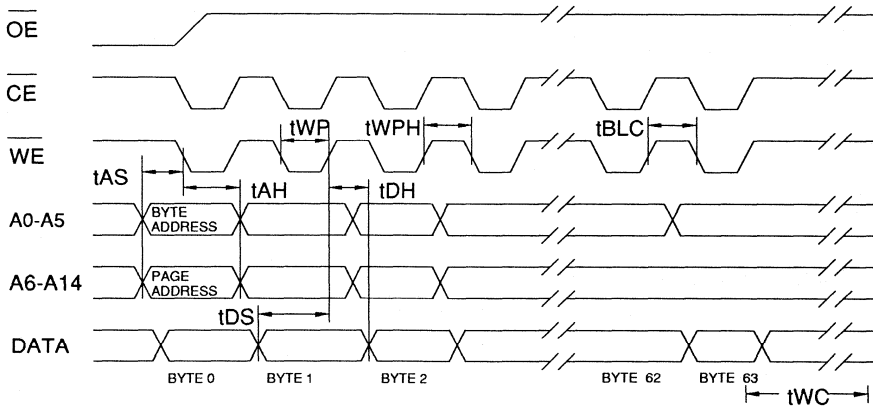 OE
CE
tWP tWPH tBLC
WE
tAS tAH tDH
A0-A5 BYTE ADDRESS
A6-A14 PAGE ADDRESS
tDS
DATA
BYTE 0 BYTE 1 BYTE 2 BYTE 62 BYTE 63
tWC